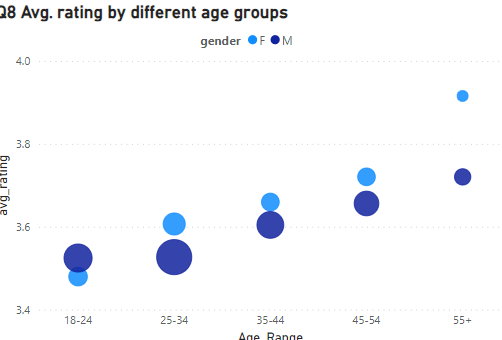 Q8 Avg. rating by different age groups
gender F M
4.0
3.8
3.6
3.4
avg_rating
18-24 25-34 35-44 45-54 55+
Age_Range